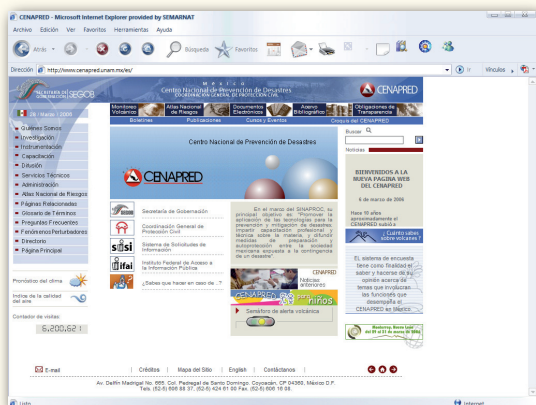 CENAPRED - Microsoft Internet Explorer provided by SEMARNAT
Archivo Edición Ver Favoritos Herramientas Ayuda
Atrás Búsqueda Favoritos
Dirección http://www.cenapred.unam.mx/es/ Ir Vínculos
SEGOB
México
Centro Nacional de Prevención de Desastres
COORDINACIÓN GENERAL DE PROTECCIÓN CIVIL
CENAPRED
28 / Marzo / 2006
Monitoreo Volcánico
Atlas Nacional de Riesgos
Documentos Electrónicos
Acervo Bibliográfico
Obligaciones de Transparencia
Boletines Publicaciones Cursos y Eventos Croquis del CENAPRED
Quiénes Somos
Investigación
Instrumentación
Capacitación
Difusión
Servicios Técnicos
Administración
Atlas Nacional de Riesgos
Páginas Relacionadas
Glosario de Términos
Preguntas Frecuentes
Fenómenos Perturbadores
Directorio
Página Principal
Pronóstico del clima
Indice de la calidad
del aire
Contador de visitas
6,200,621
Centro Nacional de Prevención de Desastres
CENAPRED
Secretaría de Gobernación
Coordinación General de
Protección Civil
sisi
Sistema de Solicitudes de
Información
ifai
Instituto Federal de Acceso a
la Información Pública
¿Sabes que hacer en caso de ..?
En el marco del SINAPROC, su
principal objetivo es "Promover la
aplicación de las tecnologías para la
prevención y mitigación de desastres;
impartir capacitación profesional y
técnica sobre la materia, y difundir
medidas de preparación y
autoprotección ante la sociedad
mexicana expuesta a la contingencia
de un desastre".
CENAPRED
Noticias
anteriores
CENAPRED para niños
Semáforo de alerta volcánica
Buscar
Noticias
BIENVENIDOS A LA
NUEVA PAGINA WEB
DEL CENAPRED
6 de marzo de 2006
Hace 10 años
aproximadamente el
CENAPRED subió a
¿Cuánto sabes
sobre volcanes?
EL sistema de encuesta
tiene como finalidad el
saber y hacerse de su
opinión acerca de
temas que involucran
las funciones que
desempeña el
CENAPRED en México
Monterrey, Nuevo León
E-mail | Créditos | Mapa del Sitio | English | Contáctanos |
Av. Delfín Madrigal No. 665. Col. Pedregal de Santo Domingo. Coyoacán, CP 04360, México D.F.
Internet